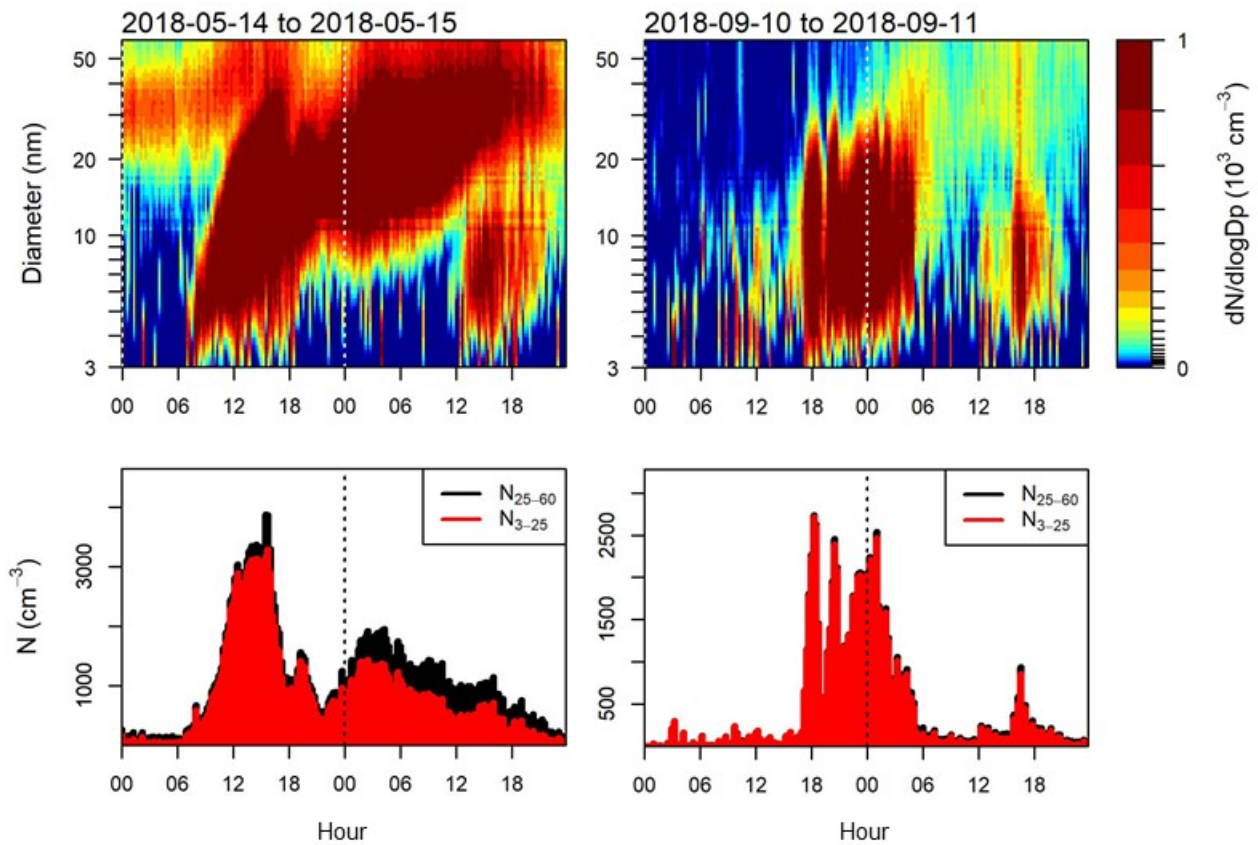 2018-05-14 to 2018-05-15
2018-09-10 to 2018-09-11
Diameter (nm)
50
20
10
3
00 06 12 18 00 06 12 18
50
20
10
3
00 06 12 18 00 06 12 18
1
0
dN/dlogDp (10³ cm⁻³)
N (cm⁻³)
3000
1000
N₂₅₋₆₀
N₃₋₂₅
00 06 12 18 00 06 12 18
Hour
2500
1500
500
N₂₅₋₆₀
N₃₋₂₅
00 06 12 18 00 06 12 18
Hour